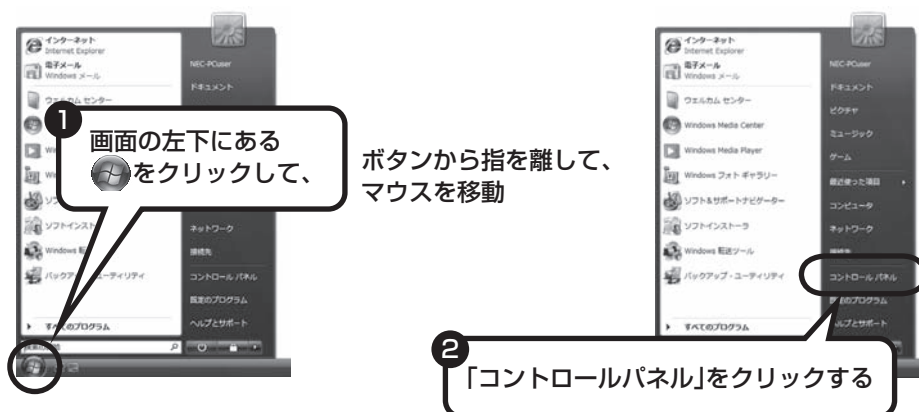 インターネット
Internet Explorer
電子メール
Windows メール
ウェルカム センター
NEC-PCuser
ドキュメント
1
画面の左下にある
をクリックして、
ソフトインスト
Windows 転
バックアップ・ユーティリティ
すべてのプログラム
ネットワーク
接続先
コントロール パネル
既定のプログラム
ヘルプとサポート
ボタンから指を離して、
マウスを移動
インターネット
Internet Explorer
電子メール
Windows メール
ウェルカム センター
Windows Media Center
Windows Media Player
Windows フォト ギャラリー
ソフト&サポートナビゲーター
ソフトインストーラ
Windows 転送ツール
バックアップ・ユーティリティ
すべてのプログラム
NEC-PCuser
ドキュメント
ピクチャ
ミュージック
ゲーム
最近使った項目
コンピュータ
ネットワーク
接続先
コントロール パネル
既定のプログラム
ヘルプとサポート
2
「コントロールパネル」をクリックする